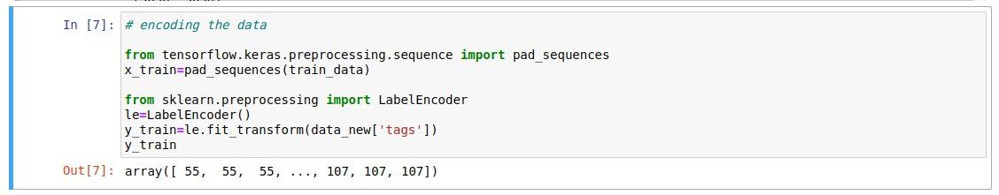 In [7]: # encoding the data
from tensorflow.keras.preprocessing.sequence import pad_sequences
x_train=pad_sequences(train_data)
from sklearn.preprocessing import LabelEncoder
le=LabelEncoder()
y_train=le.fit_transform(data_new['tags'])
y_train
Out[7]: array([ 55,  55,  55, ..., 107, 107, 107])